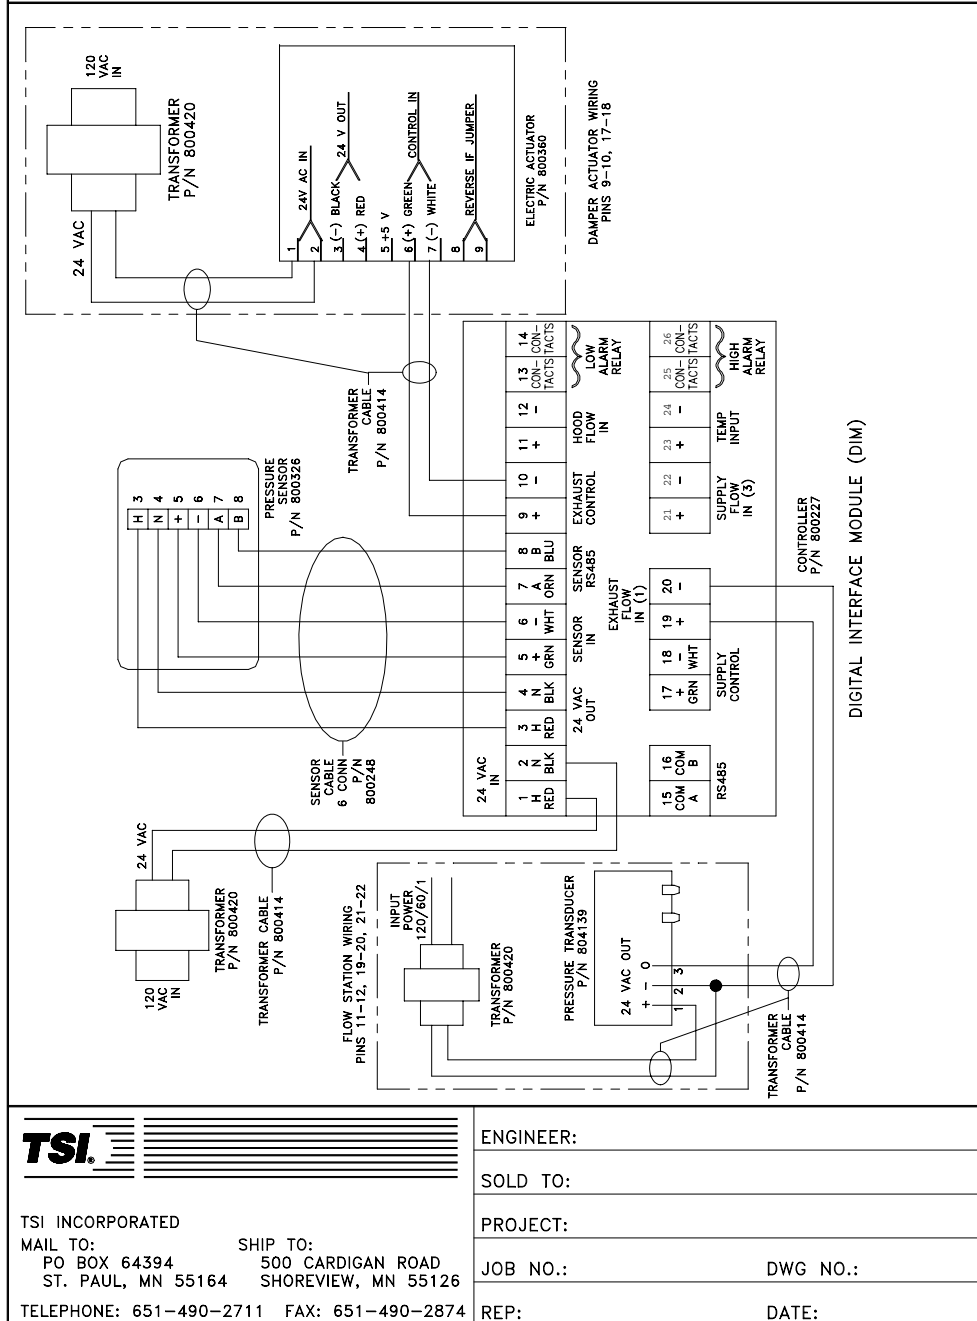 120
VAC
IN
TRANSFORMER
P/N 800420
24 VAC
1
2
3 (-) BLACK
4 (+) RED
5 +5 V
6 (+) GREEN
7 (-) WHITE
8
9
24V AC IN
24 V OUT
CONTROL IN
REVERSE IF JUMPER
ELECTRIC ACTUATOR
P/N 800360
DAMPER ACTUATOR WIRING
PINS 9-10, 17-18
TRANSFORMER
CABLE
P/N 800414
PRESSURE
SENSOR
P/N 800326
H 3
N 4
+ 5
- 6
A 7
B 8
SENSOR
CABLE
6 CONN
P/N
800248
24 VAC
IN
1 H RED
2 N BLK
3 H RED
4 N BLK
5 + GRN
6 - WHT
7 A ORN
8 B BLU
9 +
10 -
11 +
12 -
13 CON-TACTS
14 CON-TACTS
24 VAC
OUT
SENSOR
IN
SENSOR
RS485
EXHAUST
CONTROL
HOOD
FLOW
IN
LOW
ALARM
RELAY
EXHAUST
FLOW
IN (1)
15 COM A
16 COM B
17 + GRN
18 - WHT
19 +
20 -
21 +
22 -
23 +
24 -
25 CON-TACTS
26 CON-TACTS
RS485
SUPPLY
CONTROL
SUPPLY
FLOW
IN (3)
TEMP
INPUT
HIGH
ALARM
RELAY
CONTROLLER
P/N 800227
DIGITAL INTERFACE MODULE (DIM)
24 VAC
120
VAC
IN
TRANSFORMER
P/N 800420
TRANSFORMER CABLE
P/N 800414
FLOW STATION WIRING
PINS 11-12, 19-20, 21-22
INPUT
POWER
120/60/1
TRANSFORMER
P/N 800420
PRESSURE TRANSDUCER
P/N 804139
24 VAC OUT
+ - O
1 2 3
TRANSFORMER
CABLE
P/N 800414
TSI®
TSI INCORPORATED
MAIL TO:
PO BOX 64394
ST. PAUL, MN 55164
SHIP TO:
500 CARDIGAN ROAD
SHOREVIEW, MN 55126
TELEPHONE: 651-490-2711 FAX: 651-490-2874
ENGINEER:
SOLD TO:
PROJECT:
JOB NO.:
DWG NO.:
REP:
DATE: